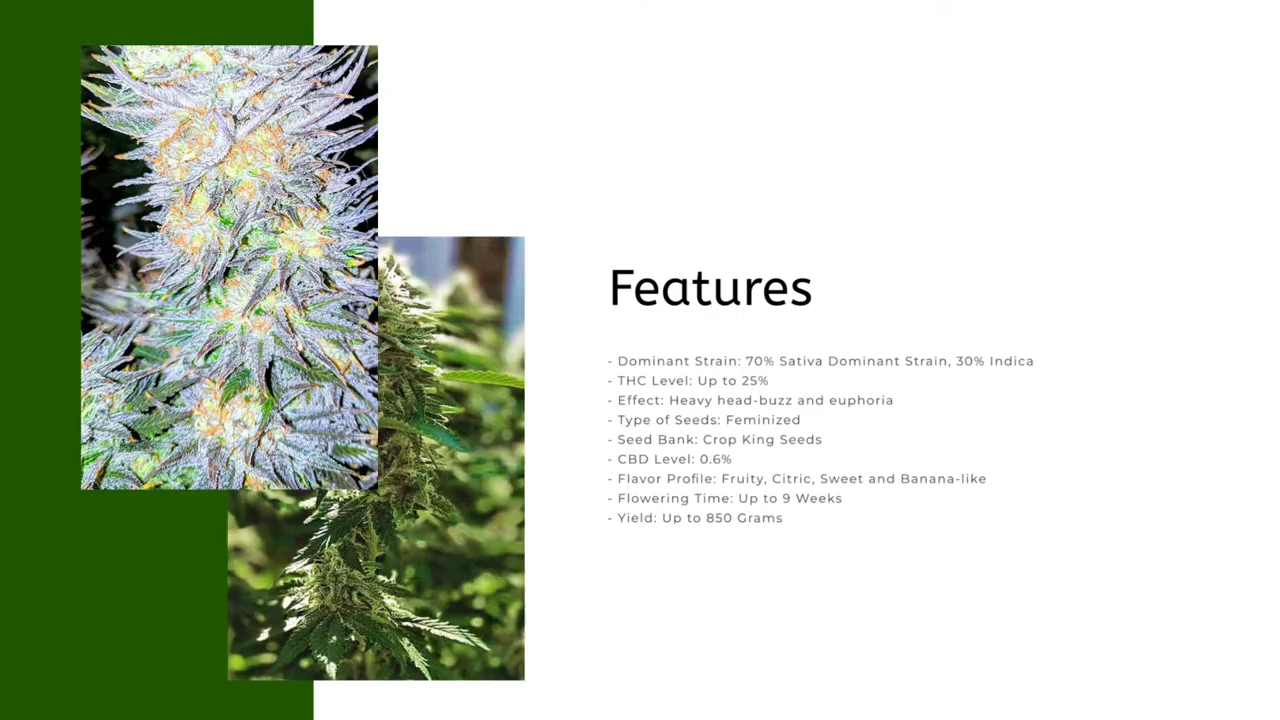 Features
- Dominant Strain: 70% Sativa Dominant Strain, 30% Indica
- THC Level: Up to 25%
- Effect: Heavy head-buzz and euphoria
- Type of Seeds: Feminized
- Seed Bank: Crop King Seeds
- CBD Level: 0.6%
- Flavor Profile: Fruity, Citric, Sweet and Banana-like
- Flowering Time: Up to 9 Weeks
- Yield: Up to 850 Grams